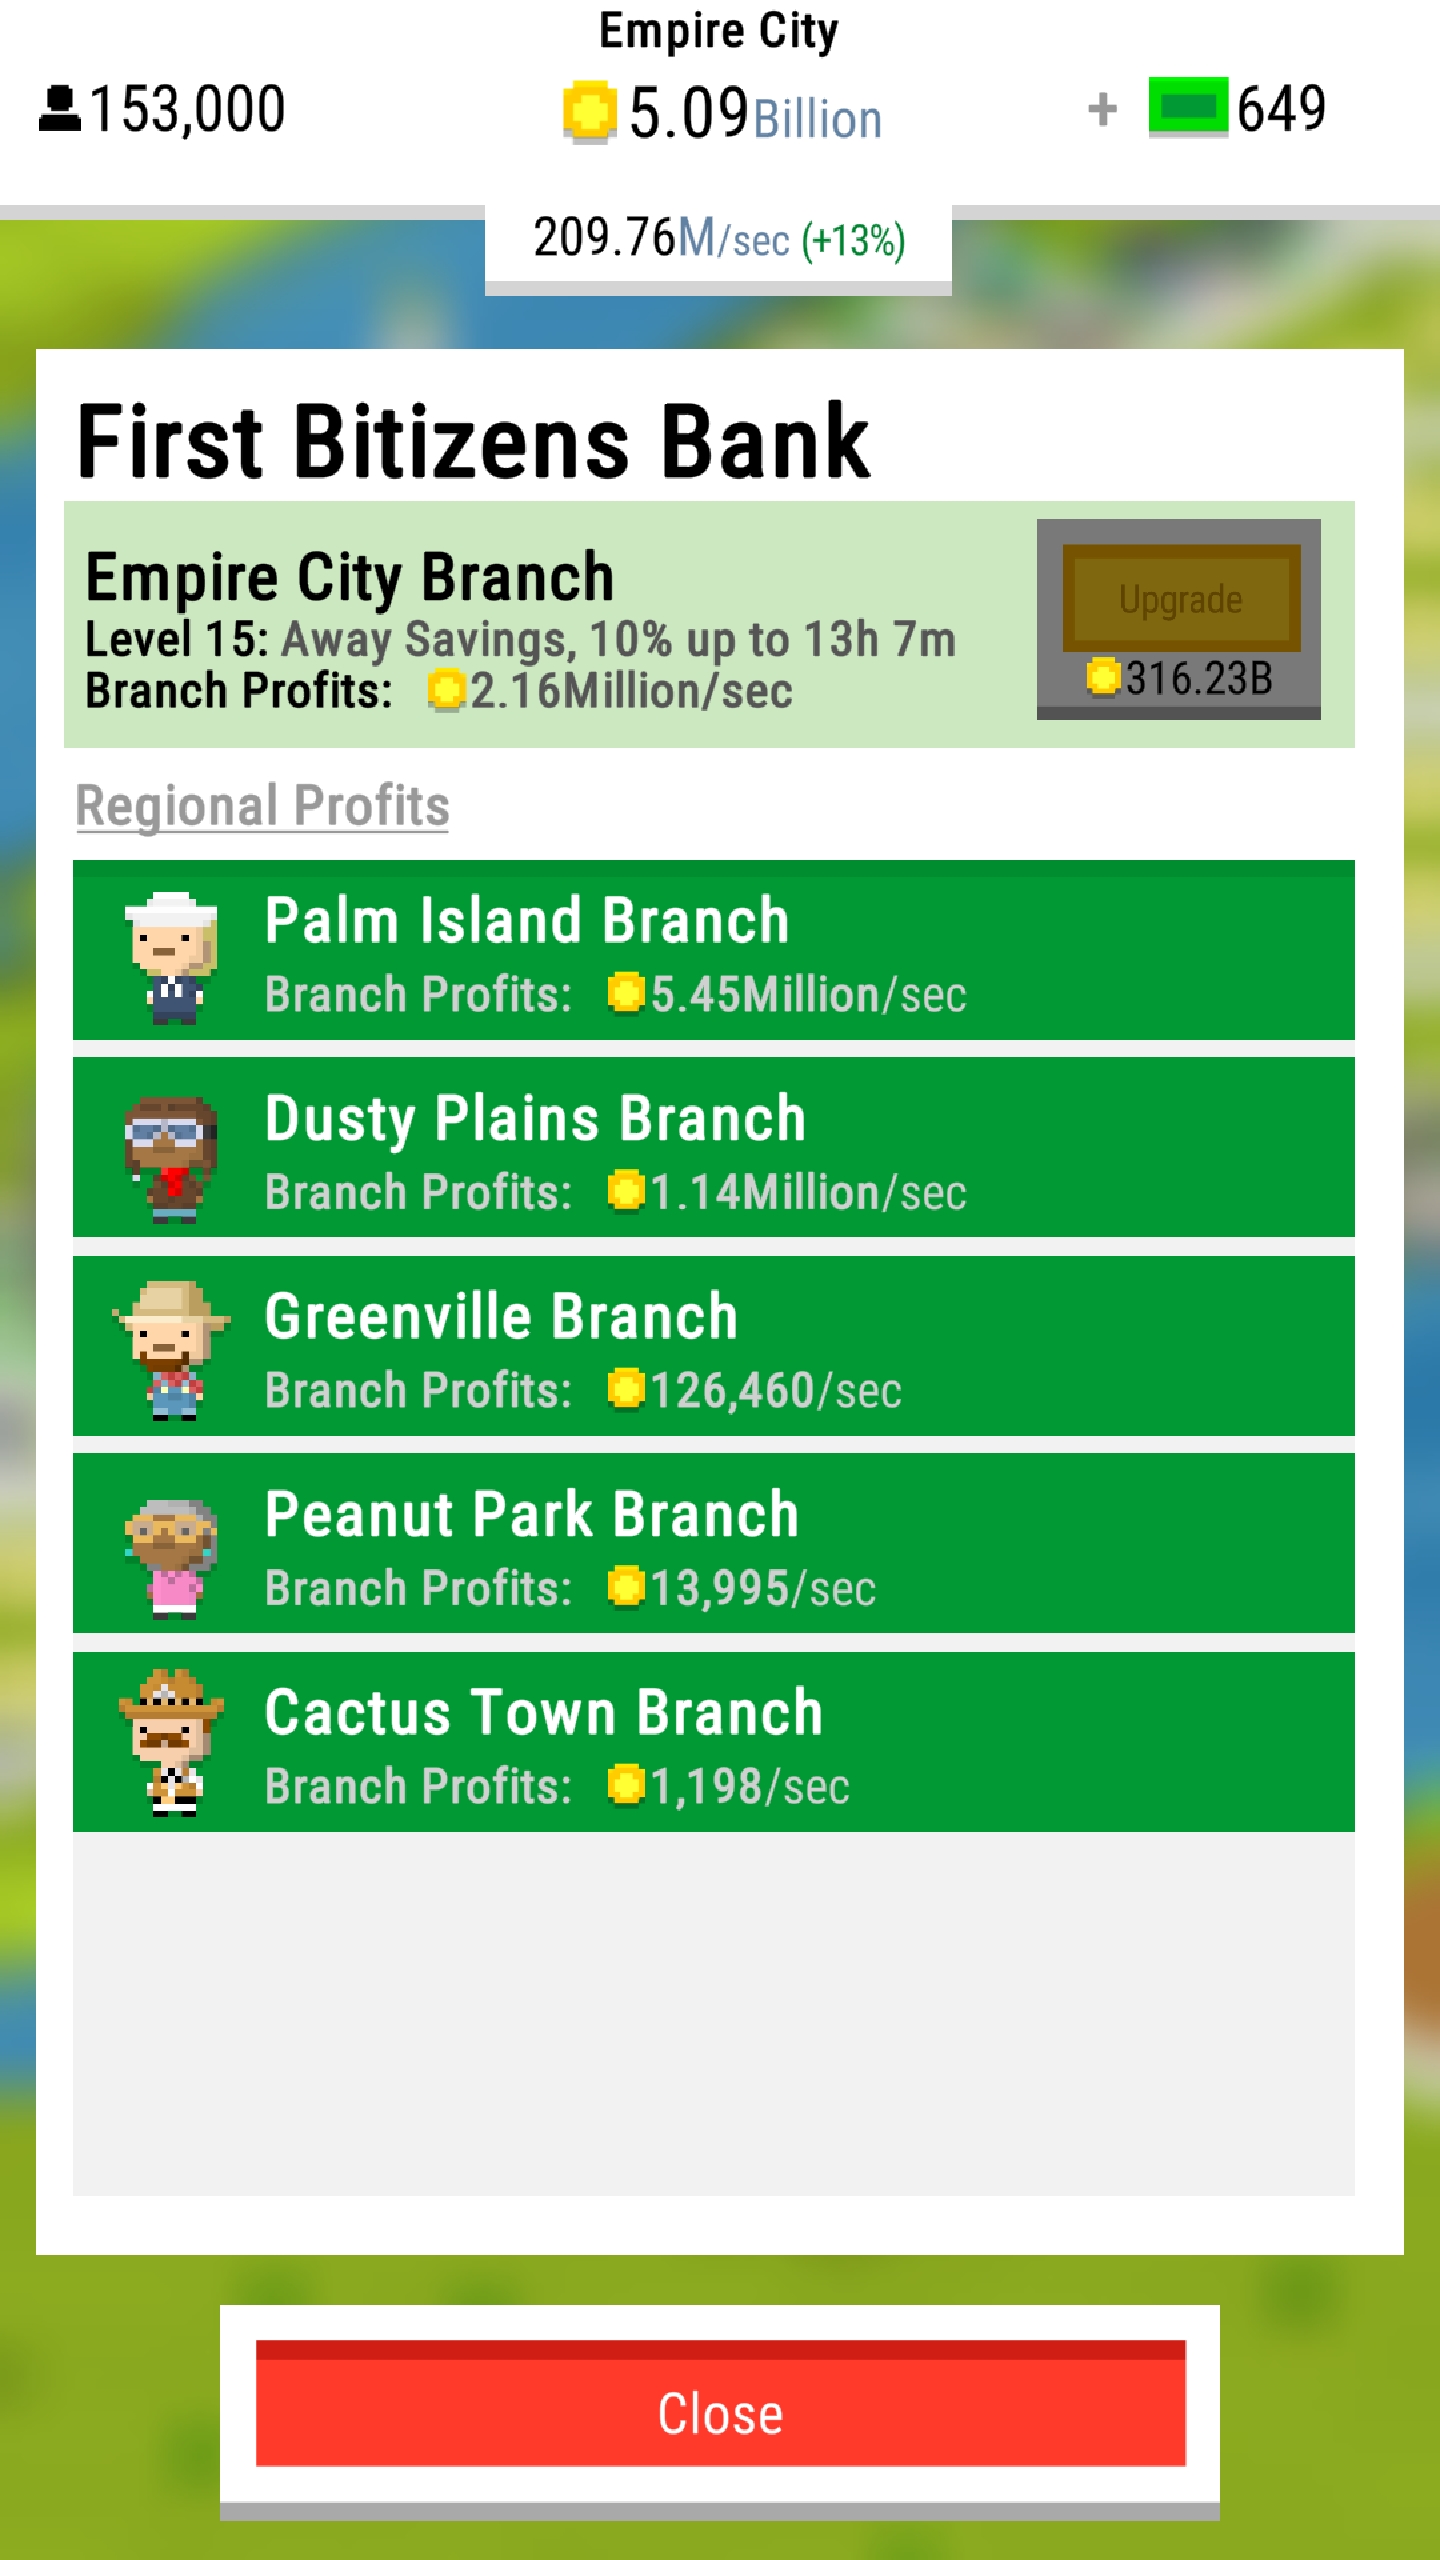 Empire City
153,000
5.09Billion
+ 649
209.76M/sec (+13%)
First Bitizens Bank
Empire City Branch
Level 15: Away Savings, 10% up to 13h 7m
Branch Profits: 2.16Million/sec
Upgrade
316.23B
Regional Profits
Palm Island Branch
Branch Profits: 5.45Million/sec
Dusty Plains Branch
Branch Profits: 1.14Million/sec
Greenville Branch
Branch Profits: 126,460/sec
Peanut Park Branch
Branch Profits: 13,995/sec
Cactus Town Branch
Branch Profits: 1,198/sec
Close